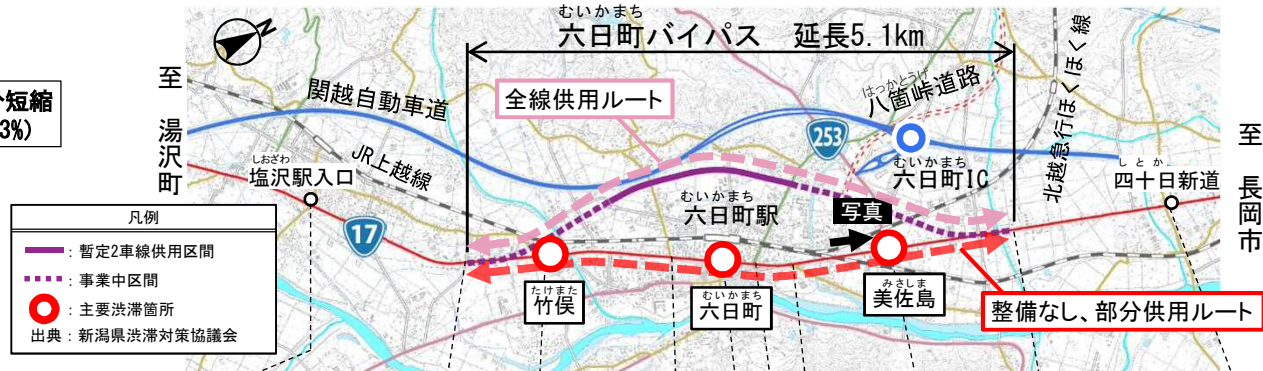 むいかまち
六日町バイパス 延長5.1km
短縮
3%)
至 湯沢町
関越自動車道
全線供用ルート
はっかとうげ
八箇峠道路
北越急行ほくほく線
至 長岡市
JR上越線
253
しおざわ
塩沢駅入口
むいかまち
六日町IC
しとか
四十日新道
むいかまち
六日町駅
写真
17
凡例
:暫定2車線供用区間
:事業中区間
:主要渋滞箇所
出典:新潟県渋滞対策協議会
たけまた
竹俣
むいかまち
六日町
みさしま
美佐島
整備なし、部分供用ルート
N